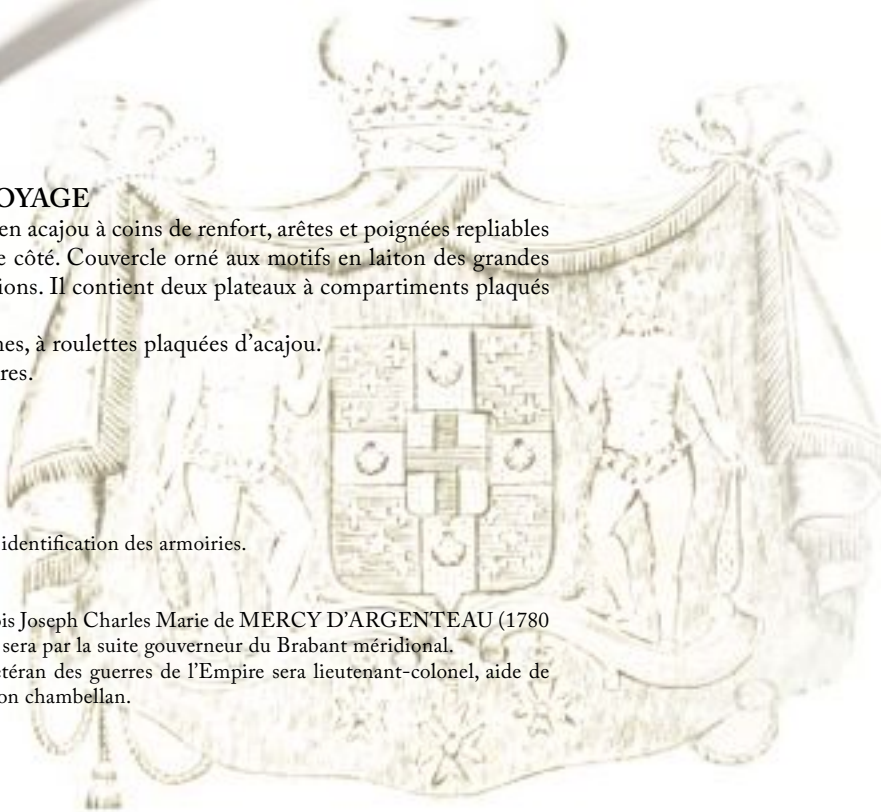 OYAGE
en acajou à coins de renfort, arêtes et poignées repliables
e côté. Couvercle orné aux motifs en laiton des grandes
ions. Il contient deux plateaux à compartiments plaqués
nes, à roulettes plaquées d’acajou.
res.
identification des armoiries.
is Joseph Charles Marie de MERCY D’ARGENTEAU (1780
sera par la suite gouverneur du Brabant méridional.
étéran des guerres de l’Empire sera lieutenant-colonel, aide de
on chambellan.